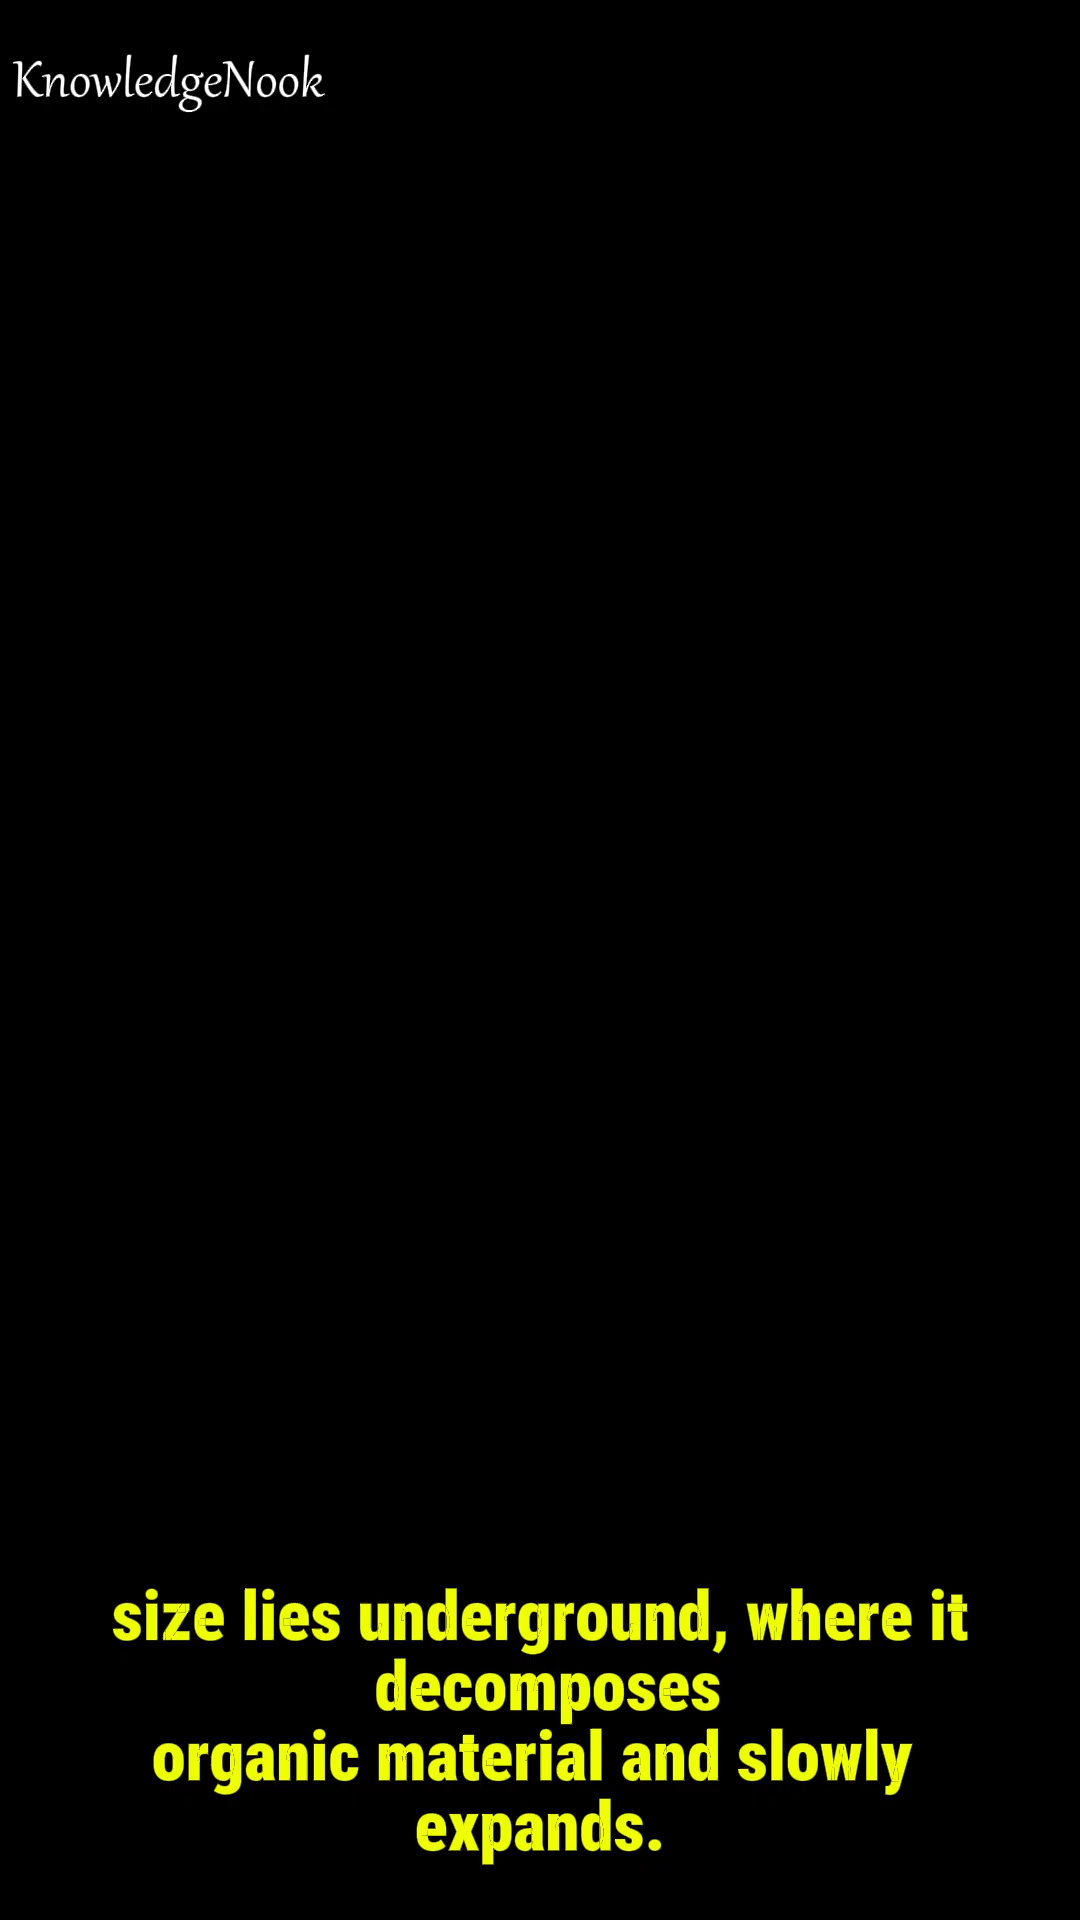 KnowledgeNook
size lies underground, where it
decomposes
organic material and slowly
expands.